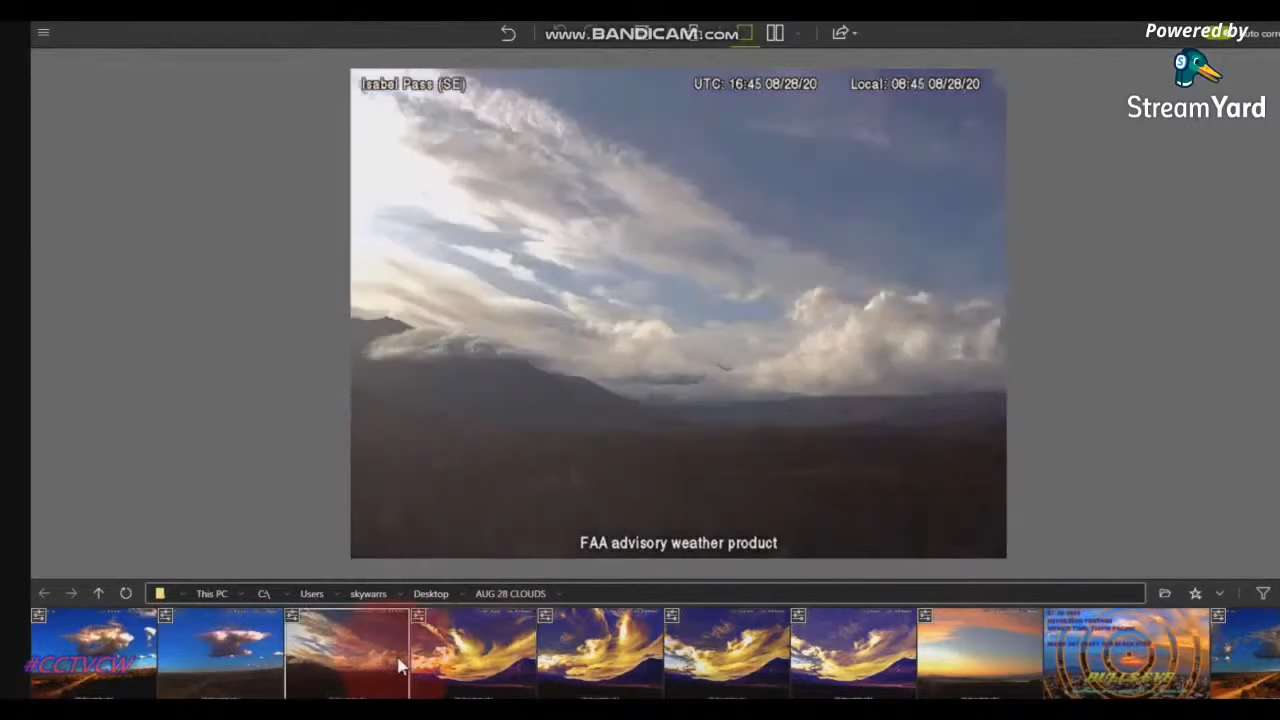 www.BANDICAM.com
Powered by
StreamYard
Isabel Pass (SE)
UTC: 16:45 08/28/20
Local: 08:45 08/28/20
FAA advisory weather product
This PC
C:\
Users
skywarrs
Desktop
AUG 28 CLOUDS
#CCTVCW
BULLSEYE